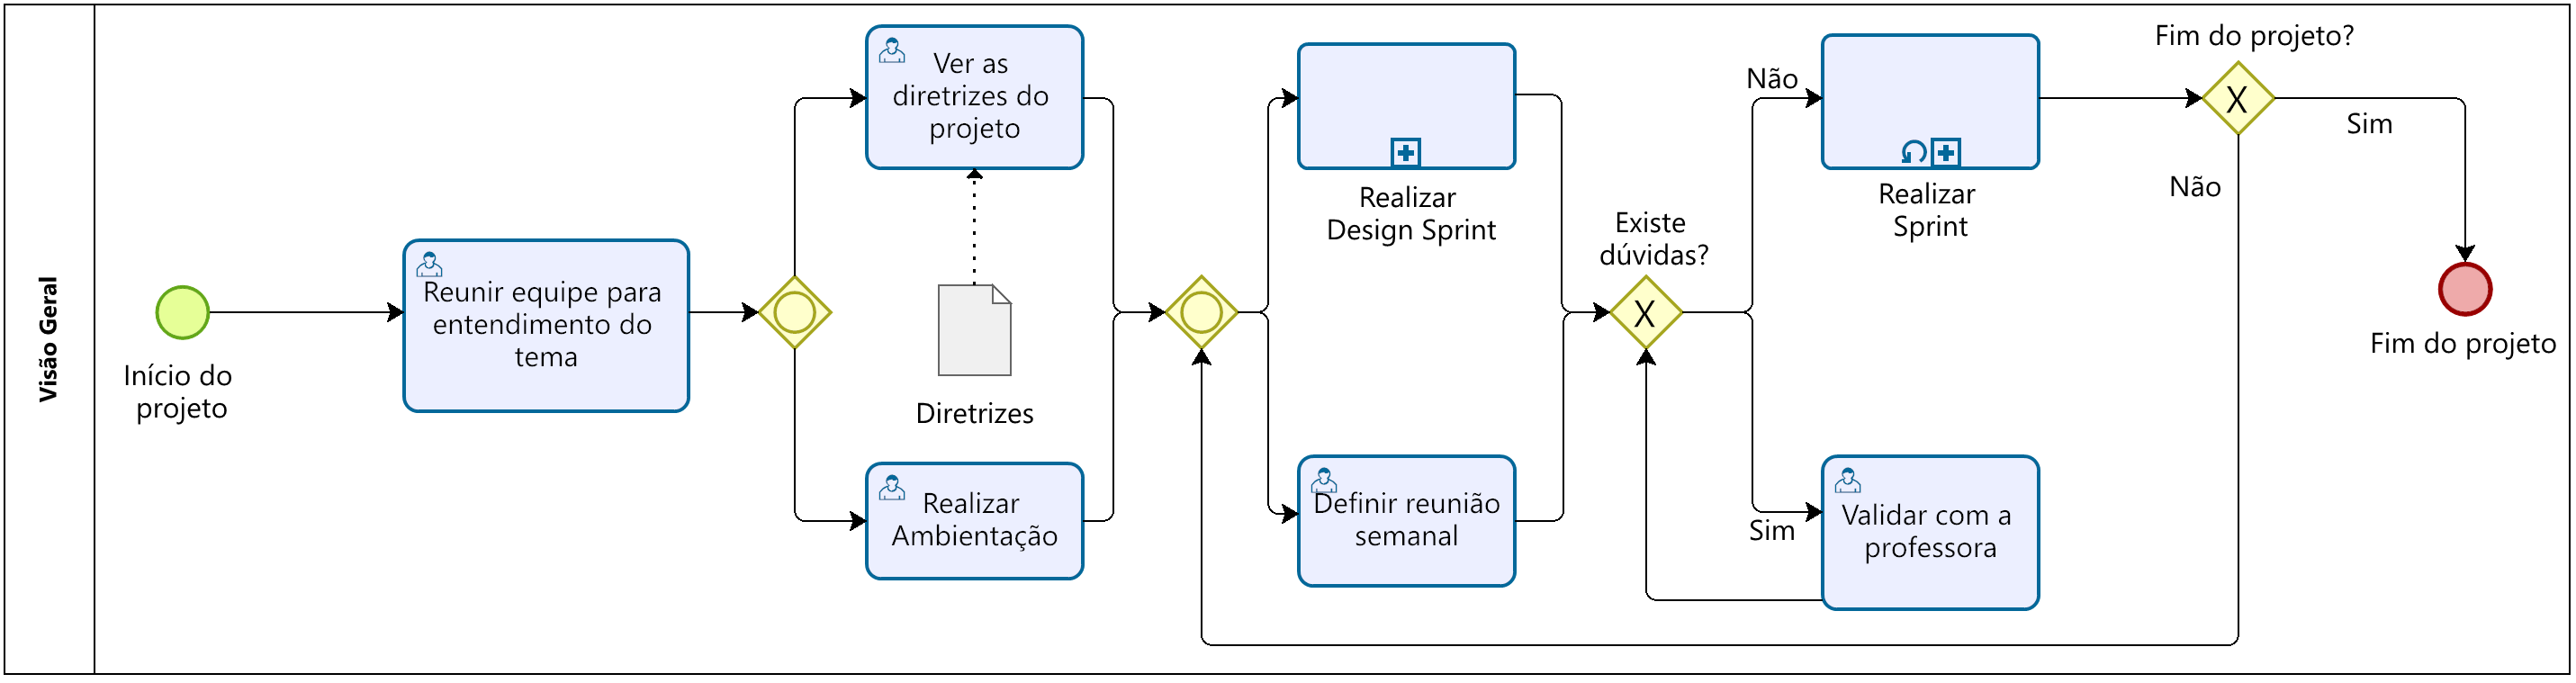 Visão Geral
Início do
projeto
Reunir equipe para
entendimento do
tema
Ver as
diretrizes do
projeto
Diretrizes
Realizar
Ambientação
Realizar
Design Sprint
Definir reunião
semanal
Existe
dúvidas?
Não
Realizar
Sprint
Sim
Validar com a
professora
Fim do projeto?
X
X
Sim
Não
Fim do projeto